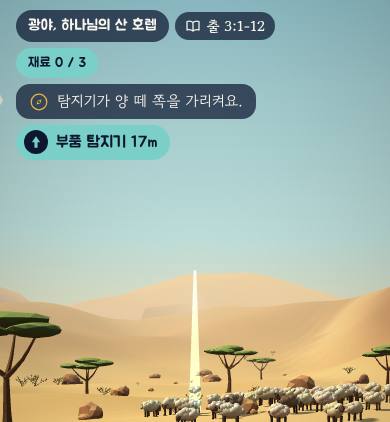 광야, 하나님의 산 호렙
출 3:1-12
재료 0 / 3
탐지기가 양 떼 쪽을 가리켜요.
부품 탐지기 17m